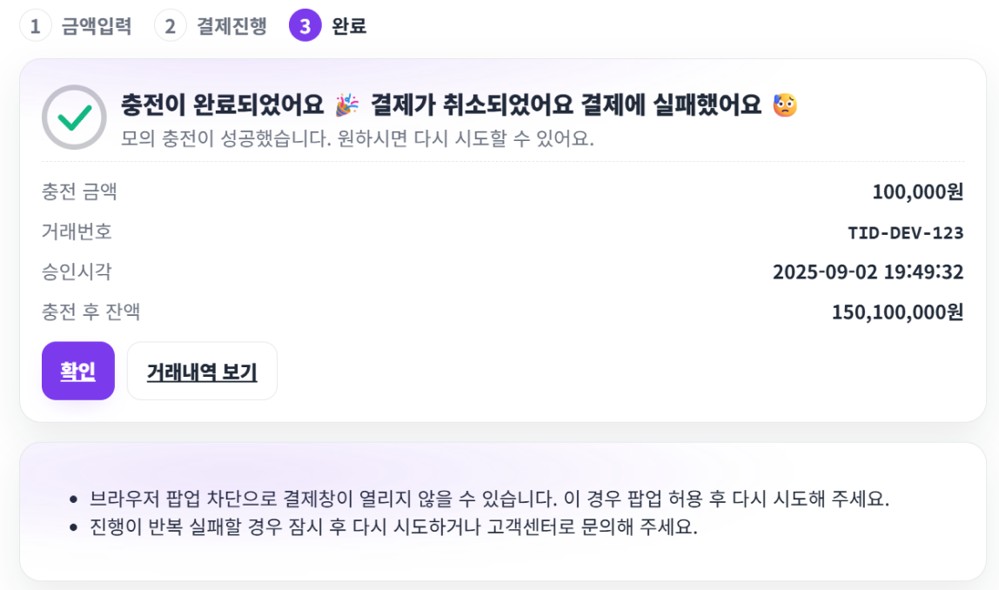 1 금액입력 2 결제진행 3 완료
충전이 완료되었어요 🎉 결제가 취소되었어요 결제에 실패했어요 😥
모의 충전이 성공했습니다. 원하시면 다시 시도할 수 있어요.
충전 금액 100,000원
거래번호 TID-DEV-123
승인시각 2025-09-02 19:49:32
충전 후 잔액 150,100,000원
확인 거래내역 보기
• 브라우저 팝업 차단으로 결제창이 열리지 않을 수 있습니다. 이 경우 팝업 허용 후 다시 시도해 주세요.
• 진행이 반복 실패할 경우 잠시 후 다시 시도하거나 고객센터로 문의해 주세요.